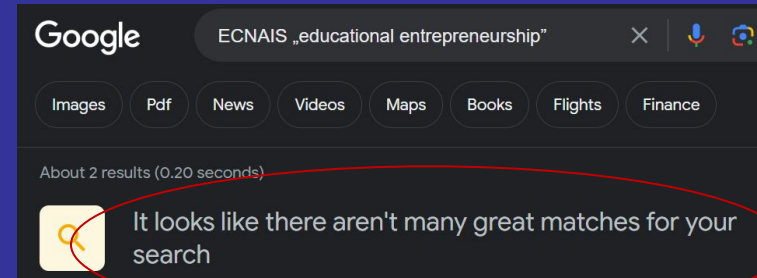 Google ECNAIS „educational entrepreneurship”
Images Pdf News Videos Maps Books Flights Finance
About 2 results (0.20 seconds)
It looks like there aren't many great matches for your
search